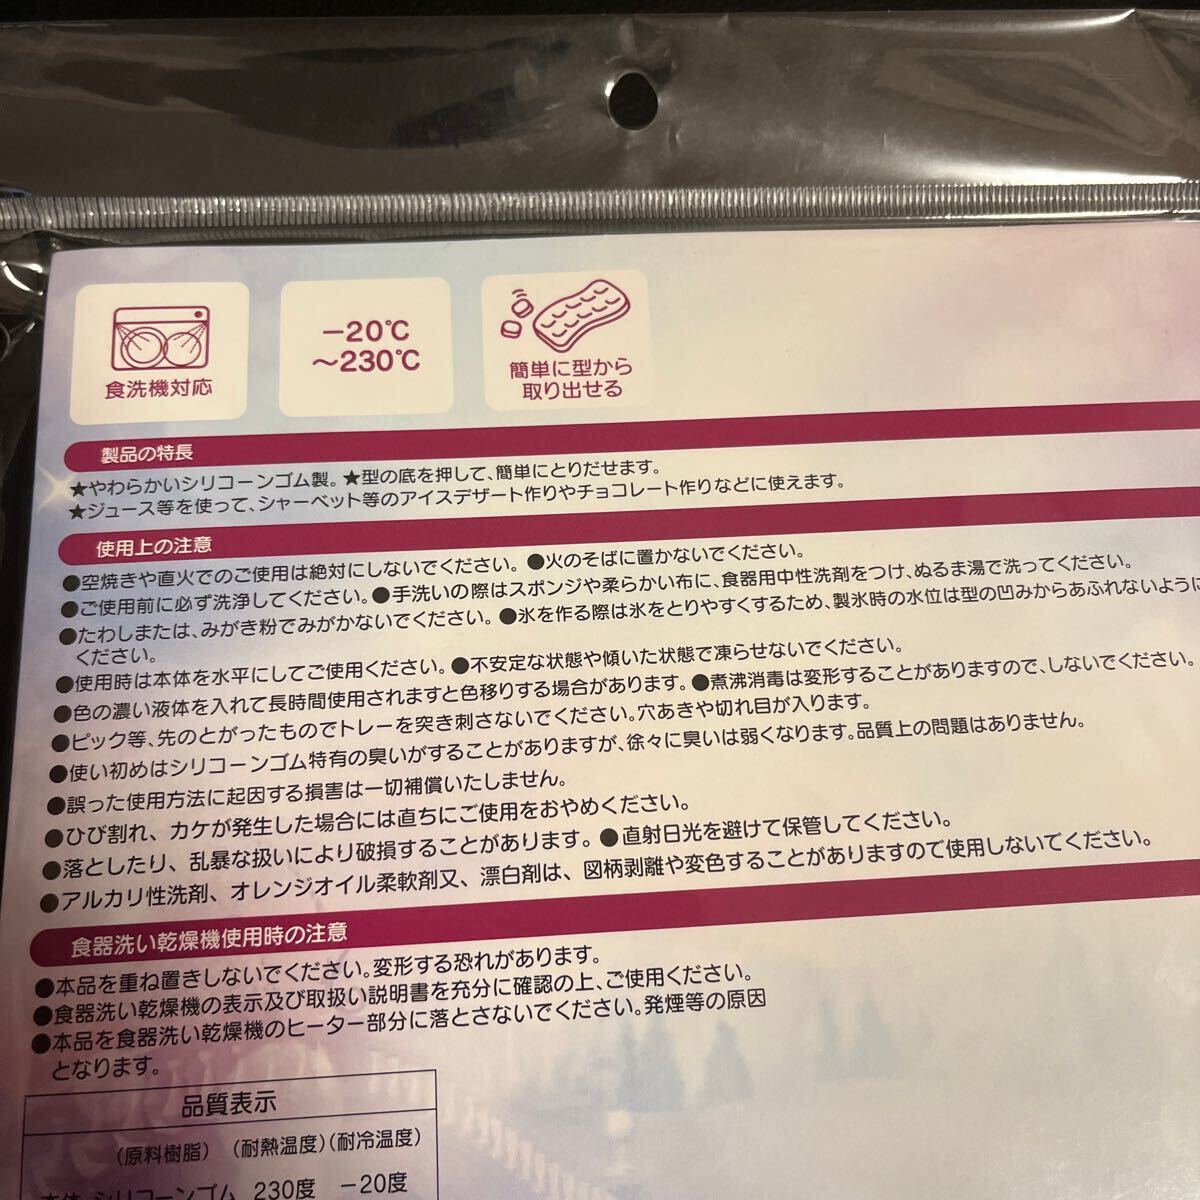 食洗機対応
−20℃
～230℃
簡単に型から
取り出せる
製品の特長
★やわらかいシリコーンゴム製。★型の底を押して、簡単にとりだせます。
★ジュース等を使って、シャーベット等のアイスデザート作りやチョコレート作りなどに使えます。
使用上の注意
●空焼きや直火でのご使用は絶対にしないでください。●火のそばに置かないでください。
●ご使用前に必ず洗浄してください。●手洗いの際はスポンジや柔らかい布に、食器用中性洗剤をつけ、ぬるま湯で洗ってください。
●たわしまたは、みがき粉でみがかないでください。●氷を作る際は氷をとりやすくするため、製氷時の水位は型の凹みからあふれないように
ください。
●使用時は本体を水平にしてご使用ください。●不安定な状態や傾いた状態で凍らせないでください。
●色の濃い液体を入れて長時間使用されますと色移りする場合があります。●煮沸消毒は変形することがありますので、しないでください。
●ピック等、先のとがったものでトレーを突き刺さないでください。穴あきや切れ目が入ります。
●使い初めはシリコーンゴム特有の臭いがすることがありますが、徐々に臭いは弱くなります。品質上の問題はありません。
●誤った使用方法に起因する損害は一切補償いたしません。
●ひび割れ、カケが発生した場合には直ちにご使用をおやめください。
●落としたり、乱暴な扱いにより破損することがあります。●直射日光を避けて保管してください。
●アルカリ性洗剤、オレンジオイル柔軟剤又、漂白剤は、図柄剥離や変色することがありますので使用しないでください。
食器洗い乾燥機使用時の注意
●本品を重ね置きしないでください。変形する恐れがあります。
●食器洗い乾燥機の表示及び取扱い説明書を充分に確認の上、ご使用ください。
●本品を食器洗い乾燥機のヒーター部分に落とさないでください。発煙等の原因
となります。
品質表示
(原料樹脂) (耐熱温度)(耐冷温度)
本体 シリコーンゴム 230度 −20度